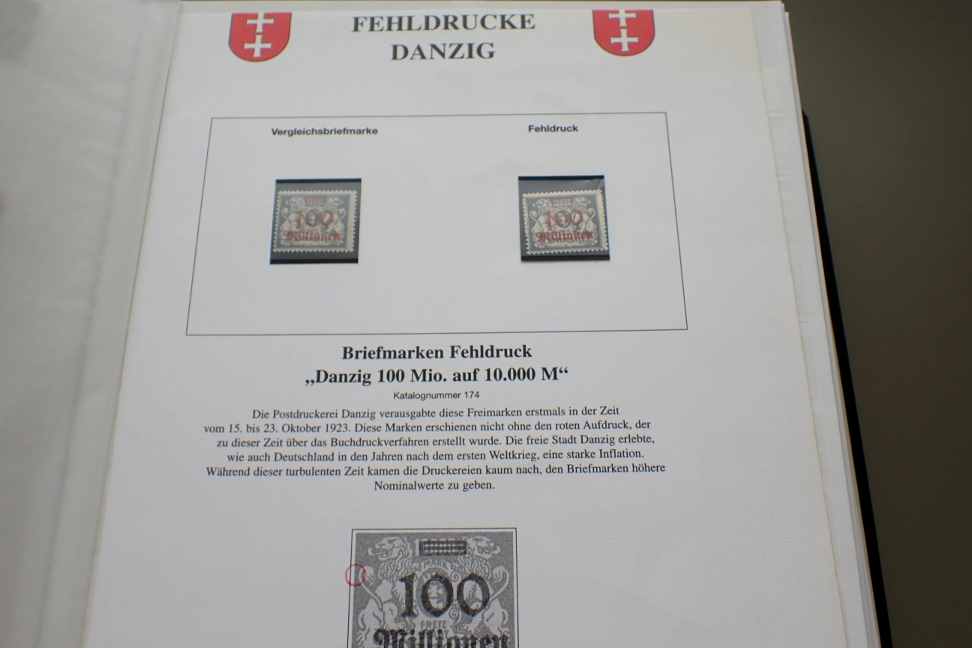 FEHLDRUCKE
DANZIG
Vergleichsbriefmarke
Fehldruck
100
Millionen
100
Millionen
Briefmarken Fehldruck
„Danzig 100 Mio. auf 10.000 M“
Katalognummer 174
Die Postdruckerei Danzig verausgabte diese Freimarken erstmals in der Zeit
vom 15. bis 23. Oktober 1923. Diese Marken erschienen nicht ohne den roten Aufdruck, der
zu dieser Zeit über das Buchdruckverfahren erstellt wurde. Die freie Stadt Danzig erlebte,
wie auch Deutschland in den Jahren nach dem ersten Weltkrieg, eine starke Inflation.
Während dieser turbulenten Zeit kamen die Druckereien kaum nach, den Briefmarken höhere
Nominalwerte zu geben.
100
FREIE
Millionen